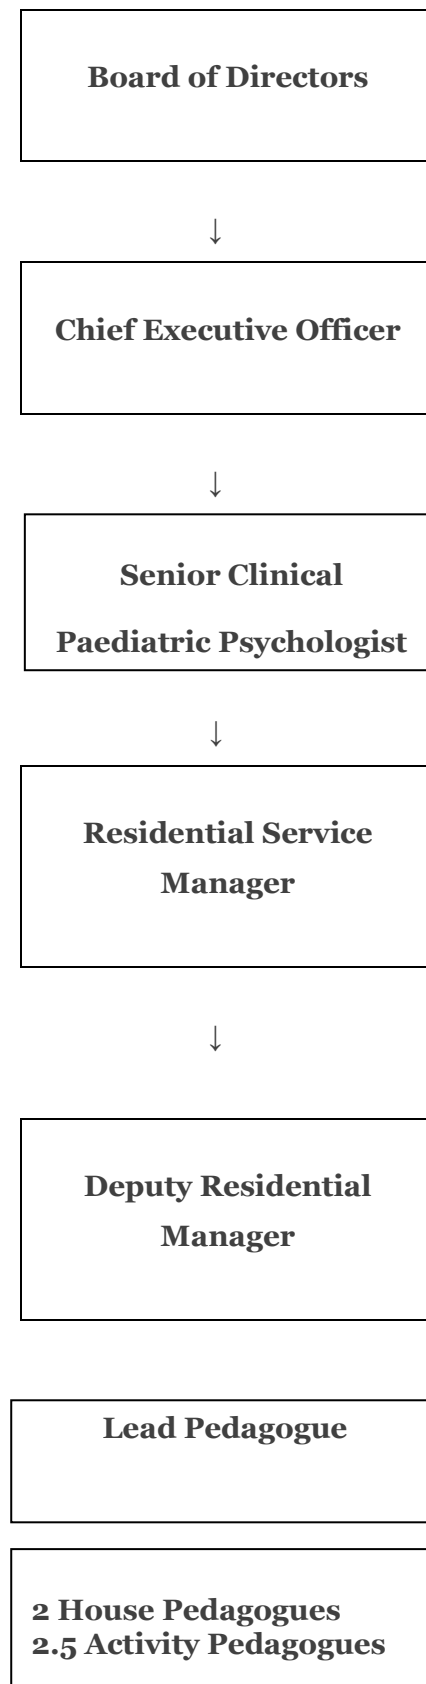 Board of Directors
↓
Chief Executive Officer
↓
Senior Clinical
Paediatric Psychologist
↓
Residential Service
Manager
↓
Deputy Residential
Manager
Lead Pedagogue
2 House Pedagogues
2.5 Activity Pedagogues